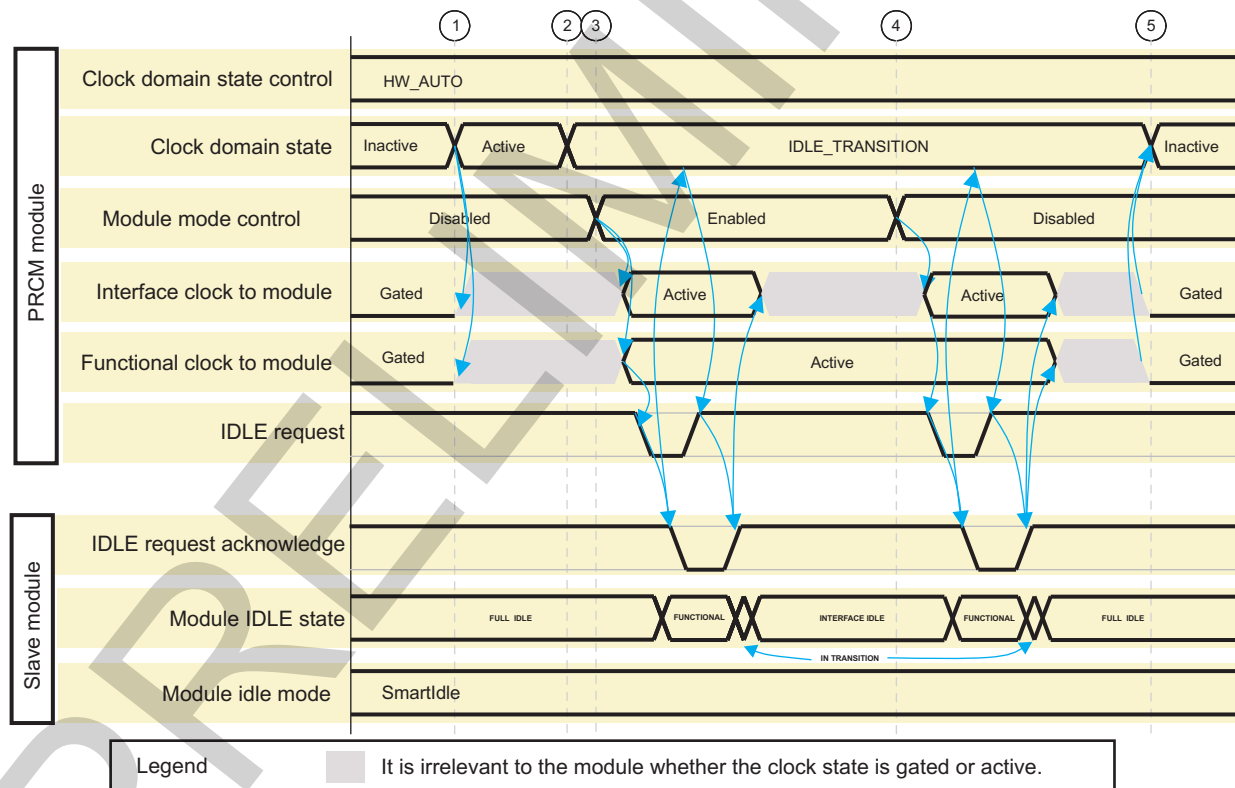 1 2 3 4 5
PRCM module
Clock domain state control
HW_AUTO
Clock domain state
Inactive Active IDLE_TRANSITION Inactive
Module mode control
Disabled Enabled Disabled
Interface clock to module
Gated Active Active Gated
Functional clock to module
Gated Active Gated
IDLE request
Slave module
IDLE request acknowledge
Module IDLE state
FULL IDLE FUNCTIONAL INTERFACE IDLE FUNCTIONAL FULL IDLE
IN TRANSITION
Module idle mode
SmartIdle
Legend
It is irrelevant to the module whether the clock state is gated or active.
PRELIMI